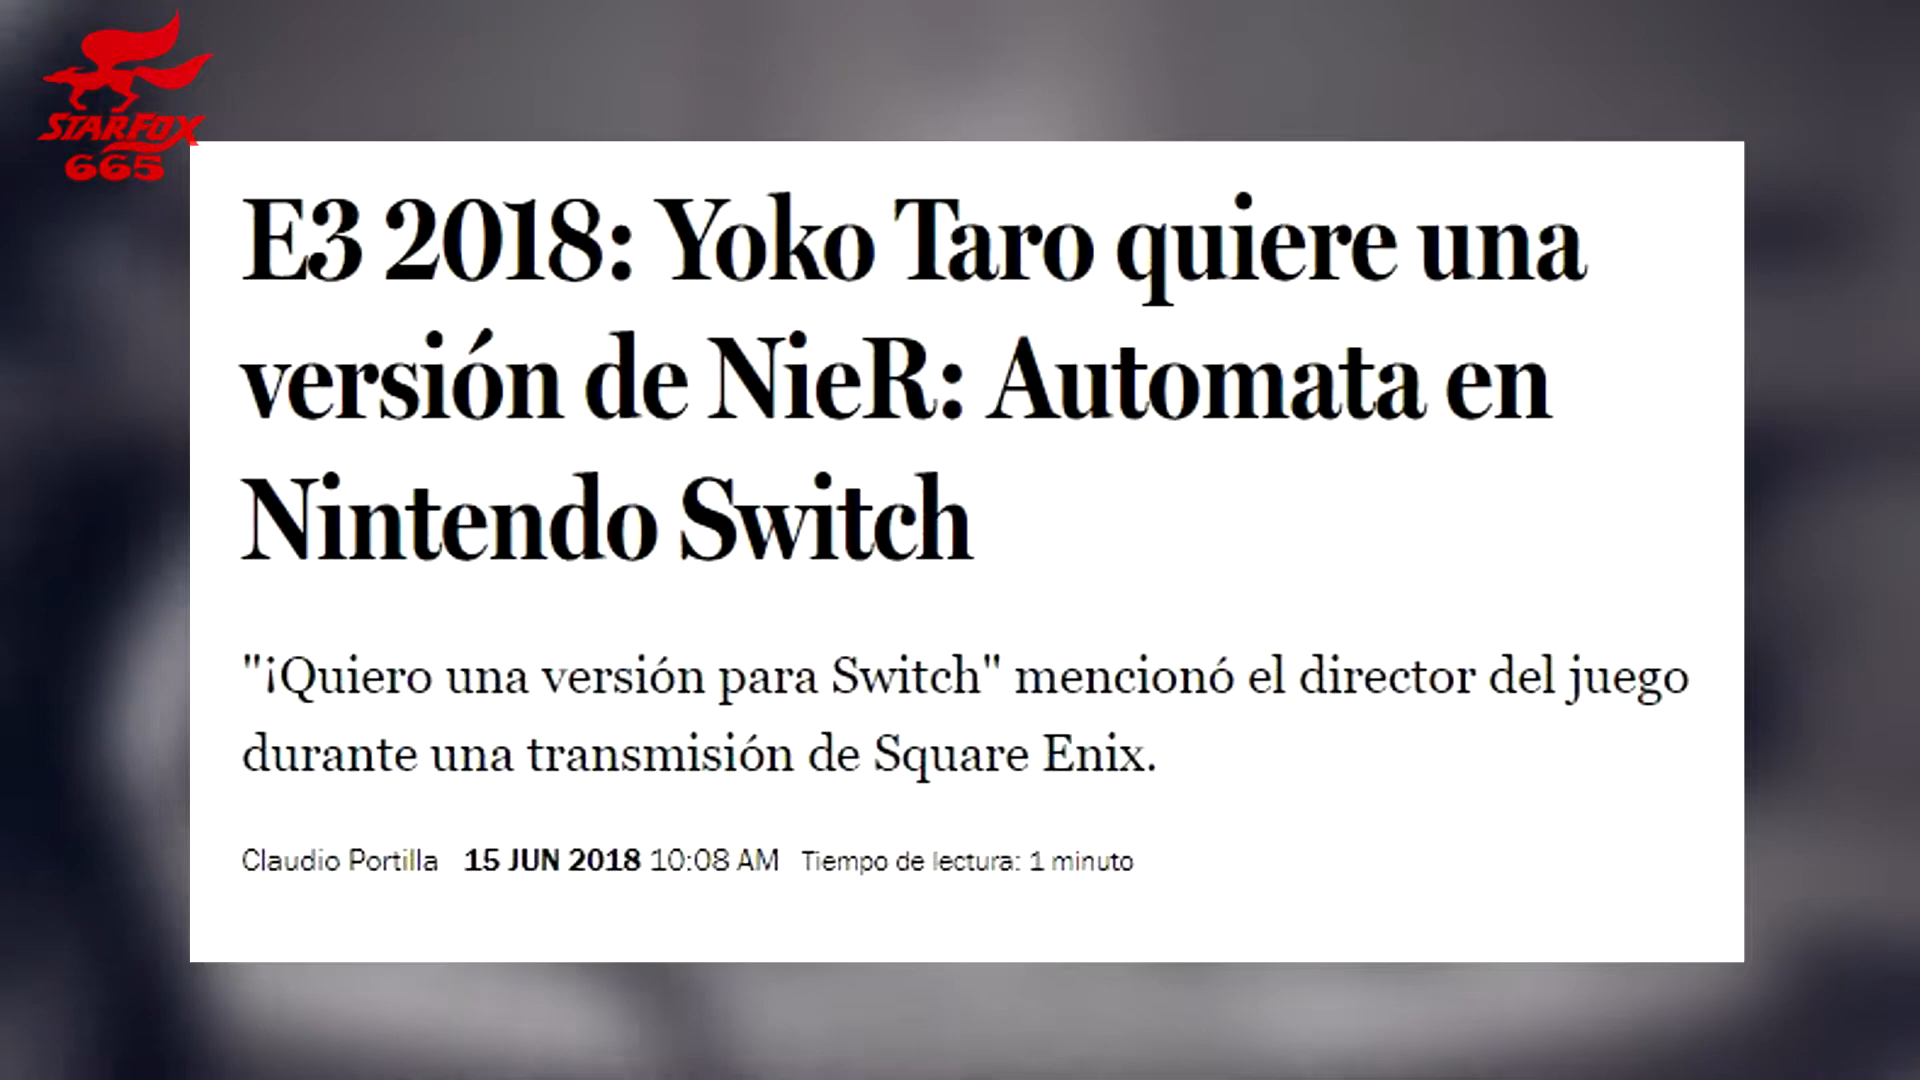 STARFOX
665
E3 2018: Yoko Taro quiere una
versión de NieR: Automata en
Nintendo Switch
"¡Quiero una versión para Switch" mencionó el director del juego
durante una transmisión de Square Enix.
Claudio Portilla 15 JUN 2018 10:08 AM Tiempo de lectura: 1 minuto